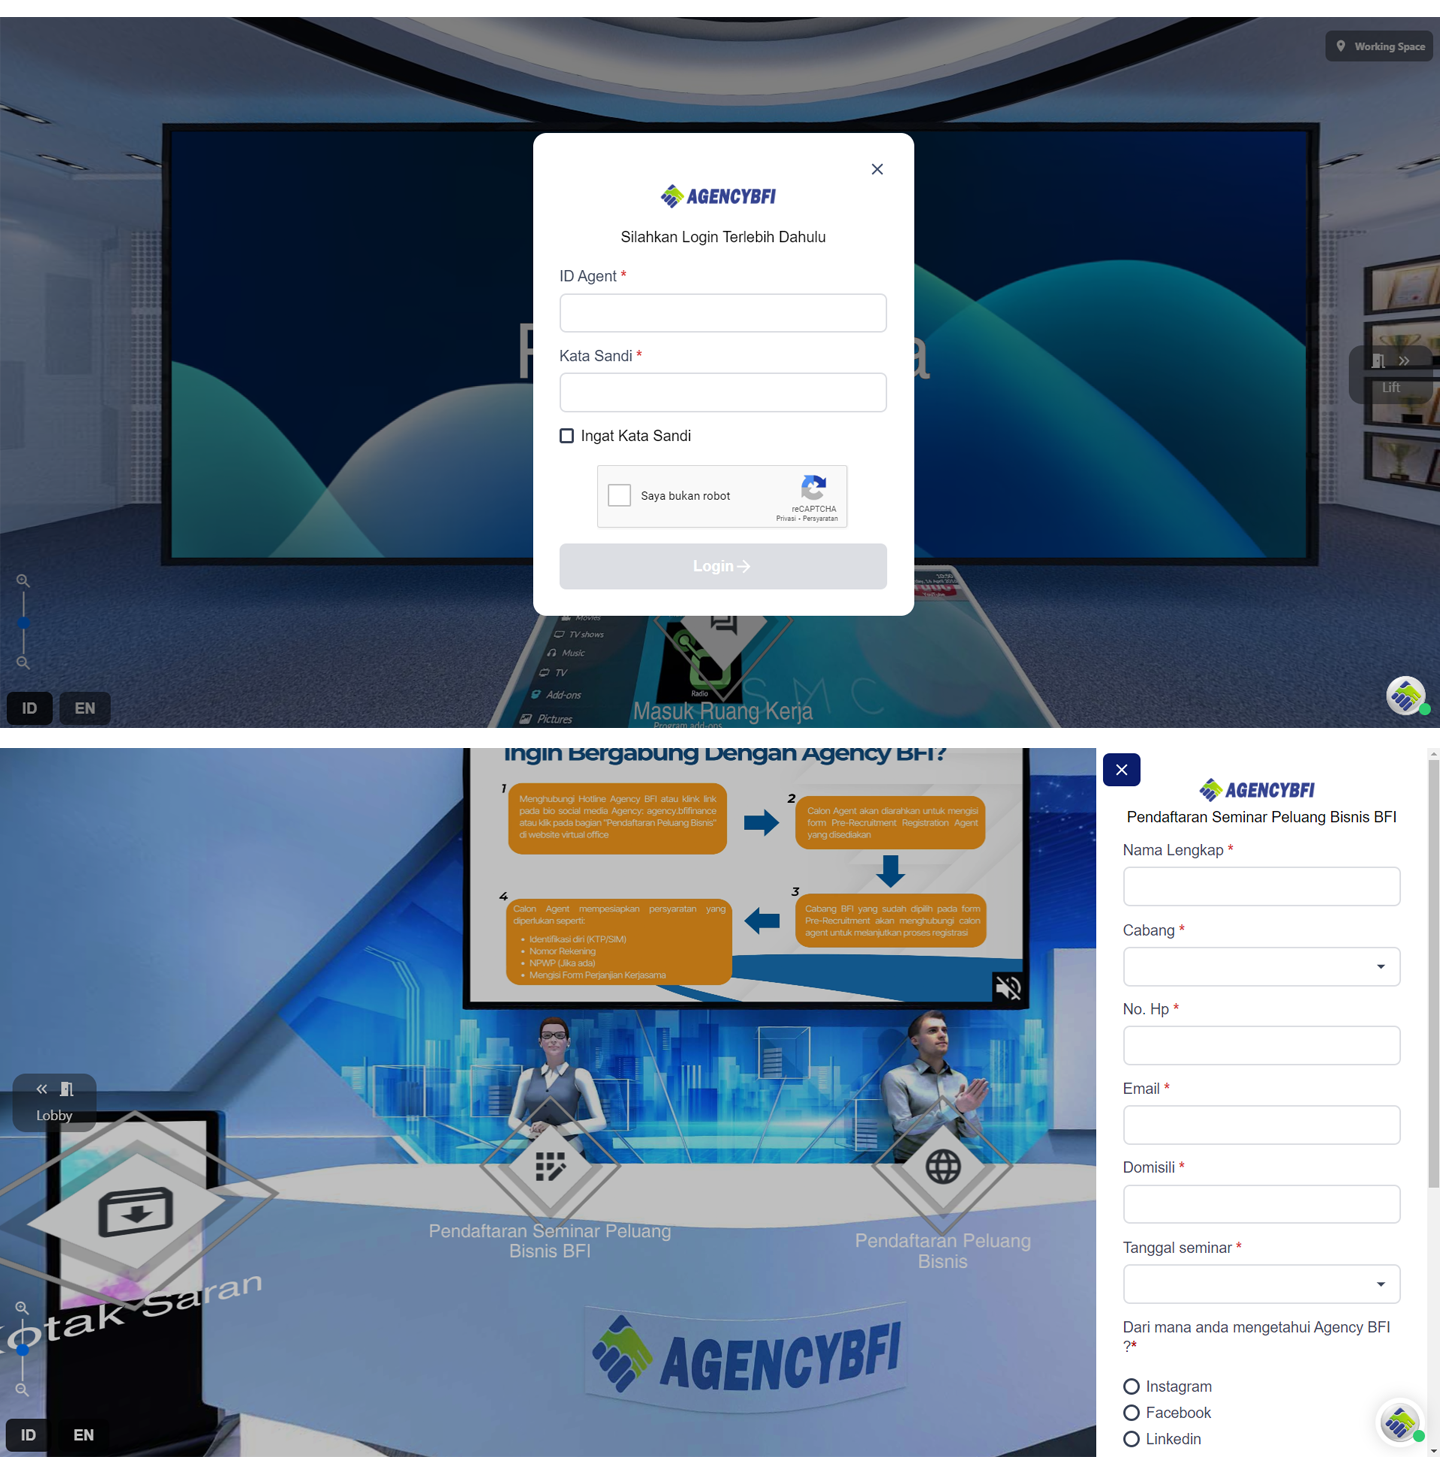 Working Space
AGENCYBFI
Silahkan Login Terlebih Dahulu
ID Agent *
Kata Sandi *
Lift
Ingat Kata Sandi
Saya bukan robot
reCAPTCHA
Privasi - Persyaratan
Login
Movies
TV shows
Music
TV
Add-ons
Pictures
Radio
SMC
Masuk Ruang Kerja
Program add-ons
ID
EN
Ingin Bergabung Dengan Agency BFI?
1
Menghubungi Hotline Agency BFI atau klink link
pada bio social media Agency: agency.bfifinance
atau klik pada bagian "Pendaftaran Peluang Bisnis"
di website virtual office
2
Calon Agent akan diarahkan untuk mengisi
form Pre-Recruitment Registration Agent
yang disediakan
3
Cabang BFI yang sudah dipilih pada form
Pre-Recruitment akan menghubungi calon
agent untuk melanjutkan proses registrasi
4
Calon Agent mempesiapkan persyaratan yang
diperlukan seperti:
• Identifikasi diri (KTP/SIM)
• Nomor Rekening
• NPWP (Jika ada)
• Mengisi Form Perjanjian Kerjasama
Lobby
Kotak Saran
Pendaftaran Seminar Peluang
Bisnis BFI
Pendaftaran Peluang
Bisnis
AGENCYBFI
ID
EN
AGENCYBFI
Pendaftaran Seminar Peluang Bisnis BFI
Nama Lengkap *
Cabang *
No. Hp *
Email *
Domisili *
Tanggal seminar *
Dari mana anda mengetahui Agency BFI
?*
Instagram
Facebook
Linkedin